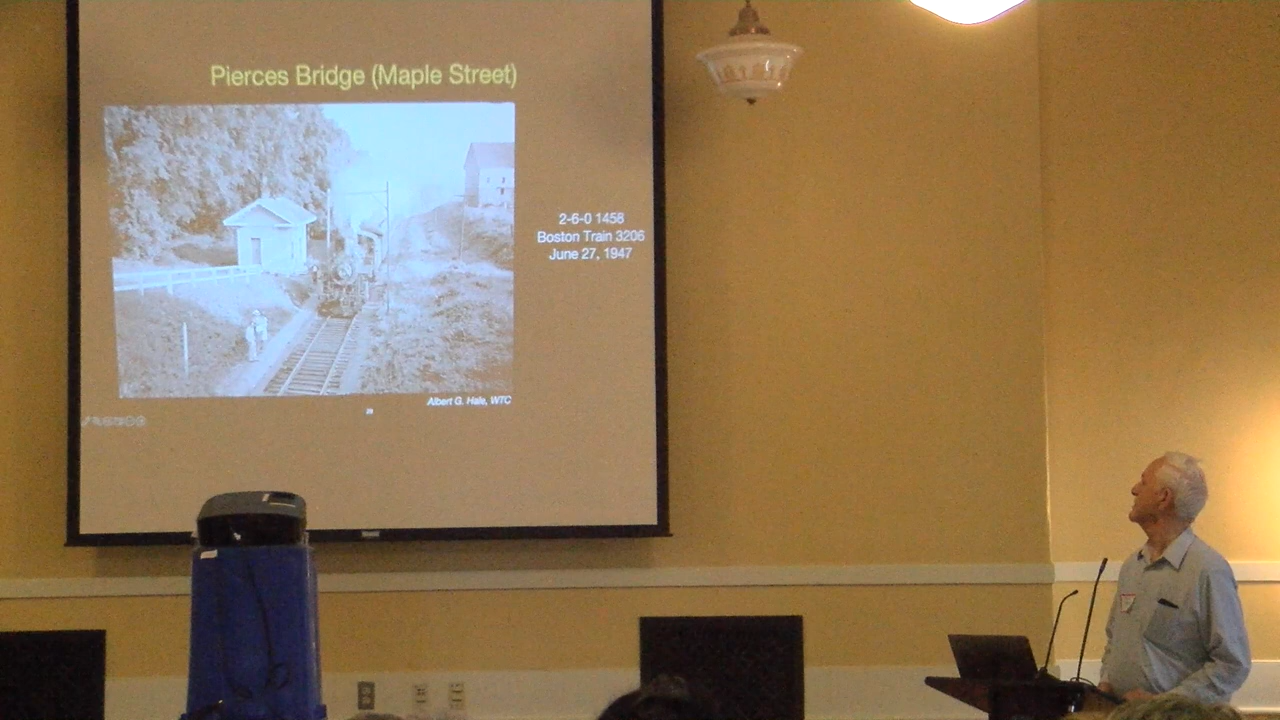 Pierces Bridge (Maple Street)
2-6-0 1458
Boston Train 3206
June 27, 1947
Albert G. Hale, WTC